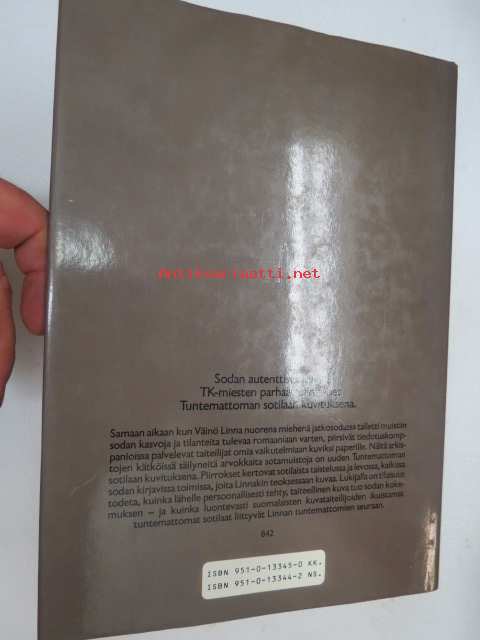 Antikvariaatti.net
Sodan autenttisia
TK-miesten parhaat
Tuntemattoman sotilaan kuvituksena.
Samaan aikaan kun Väinö Linna nuorena miehenä jatkosodussa talletti muistiin
sodan kasvoja ja tilanteita tulevaa romaaniaan varten, piirsivät tiedotuskomp-
panioissa palvelevat taiteilijat omia vaikutelmiaan kuviksi paperille. Näitä arkis-
tojen kätköissä säilyneitä arvokkaita sotamuistoja on uuden Tuntemattoman
sotilaan kuvituksena. Piirrokset kertovat sotilaista taistelussa ja levossa, kaikissa
sodan kirjavissa toimissa, joita Linnakin teoksessaan kuvaa. Lukijalla on tilaisuus
todeta, kuinka lähelle persoonallisesti tehty, taiteellinen kuva tuo sodan koke-
muksen – ja kuinka luontevasti suomalaisten kuvataiteilijoiden ikuistamat
tuntemattomat sotilaat liittyvät Linnan tuntemattomien seuraan.
842
ISBN 951-0-13345-0 KK.
ISBN 951-0-13344-2 NS.